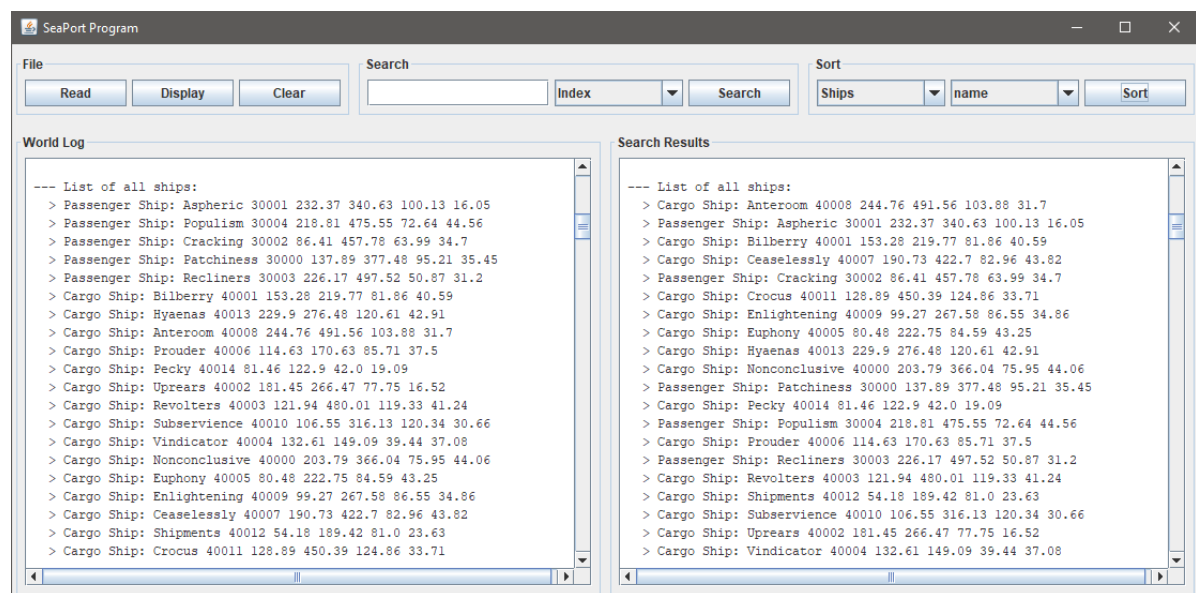 SeaPort Program
File
Read Display Clear
Search
Index Search
Sort
Ships name Sort
World Log
--- List of all ships:
> Passenger Ship: Aspheric 30001 232.37 340.63 100.13 16.05
> Passenger Ship: Populism 30004 218.81 475.55 72.64 44.56
> Passenger Ship: Cracking 30002 86.41 457.78 63.99 34.7
> Passenger Ship: Patchiness 30000 137.89 377.48 95.21 35.45
> Passenger Ship: Recliners 30003 226.17 497.52 50.87 31.2
> Cargo Ship: Bilberry 40001 153.28 219.77 81.86 40.59
> Cargo Ship: Hyaenas 40013 229.9 276.48 120.61 42.91
> Cargo Ship: Anteroom 40008 244.76 491.56 103.88 31.7
> Cargo Ship: Prouder 40006 114.63 170.63 85.71 37.5
> Cargo Ship: Pecky 40014 81.46 122.9 42.0 19.09
> Cargo Ship: Uprears 40002 181.45 266.47 77.75 16.52
> Cargo Ship: Revolters 40003 121.94 480.01 119.33 41.24
> Cargo Ship: Subservience 40010 106.55 316.13 120.34 30.66
> Cargo Ship: Vindicator 40004 132.61 149.09 39.44 37.08
> Cargo Ship: Nonconclusive 40000 203.79 366.04 75.95 44.06
> Cargo Ship: Euphony 40005 80.48 222.75 84.59 43.25
> Cargo Ship: Enlightening 40009 99.27 267.58 86.55 34.86
> Cargo Ship: Ceaselessly 40007 190.73 422.7 82.96 43.82
> Cargo Ship: Shipments 40012 54.18 189.42 81.0 23.63
> Cargo Ship: Crocus 40011 128.89 450.39 124.86 33.71
Search Results
--- List of all ships:
> Cargo Ship: Anteroom 40008 244.76 491.56 103.88 31.7
> Passenger Ship: Aspheric 30001 232.37 340.63 100.13 16.05
> Cargo Ship: Bilberry 40001 153.28 219.77 81.86 40.59
> Cargo Ship: Ceaselessly 40007 190.73 422.7 82.96 43.82
> Passenger Ship: Cracking 30002 86.41 457.78 63.99 34.7
> Cargo Ship: Crocus 40011 128.89 450.39 124.86 33.71
> Cargo Ship: Enlightening 40009 99.27 267.58 86.55 34.86
> Cargo Ship: Euphony 40005 80.48 222.75 84.59 43.25
> Cargo Ship: Hyaenas 40013 229.9 276.48 120.61 42.91
> Cargo Ship: Nonconclusive 40000 203.79 366.04 75.95 44.06
> Passenger Ship: Patchiness 30000 137.89 377.48 95.21 35.45
> Cargo Ship: Pecky 40014 81.46 122.9 42.0 19.09
> Passenger Ship: Populism 30004 218.81 475.55 72.64 44.56
> Cargo Ship: Prouder 40006 114.63 170.63 85.71 37.5
> Passenger Ship: Recliners 30003 226.17 497.52 50.87 31.2
> Cargo Ship: Revolters 40003 121.94 480.01 119.33 41.24
> Cargo Ship: Shipments 40012 54.18 189.42 81.0 23.63
> Cargo Ship: Subservience 40010 106.55 316.13 120.34 30.66
> Cargo Ship: Uprears 40002 181.45 266.47 77.75 16.52
> Cargo Ship: Vindicator 40004 132.61 149.09 39.44 37.08